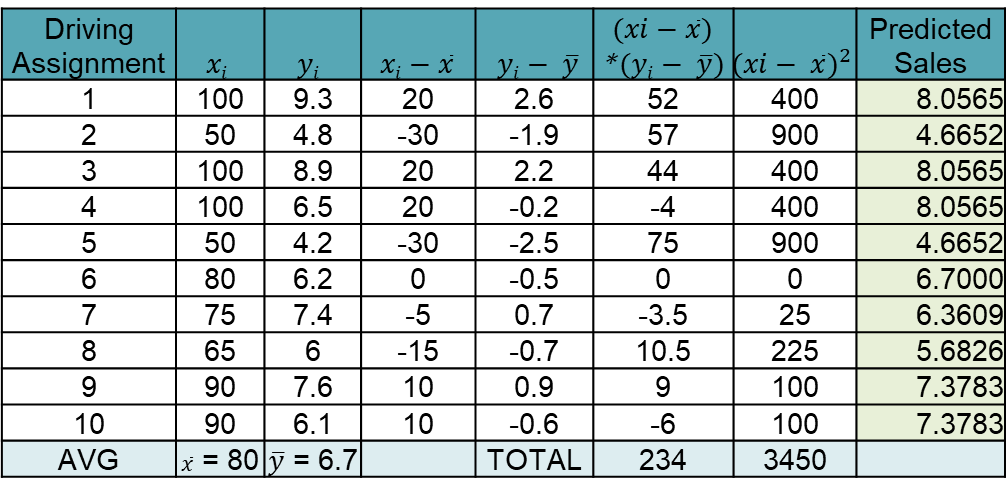 Driving Assignment xᵢ yᵢ xᵢ − ẋ yᵢ − ȳ (xi − ẋ) *(yᵢ − ȳ) (xi − ẋ)² Predicted Sales
1 100 9.3 20 2.6 52 400 8.0565
2 50 4.8 -30 -1.9 57 900 4.6652
3 100 8.9 20 2.2 44 400 8.0565
4 100 6.5 20 -0.2 -4 400 8.0565
5 50 4.2 -30 -2.5 75 900 4.6652
6 80 6.2 0 -0.5 0 0 6.7000
7 75 7.4 -5 0.7 -3.5 25 6.3609
8 65 6 -15 -0.7 10.5 225 5.6826
9 90 7.6 10 0.9 9 100 7.3783
10 90 6.1 10 -0.6 -6 100 7.3783
AVG ẋ = 80 ȳ = 6.7 TOTAL 234 3450